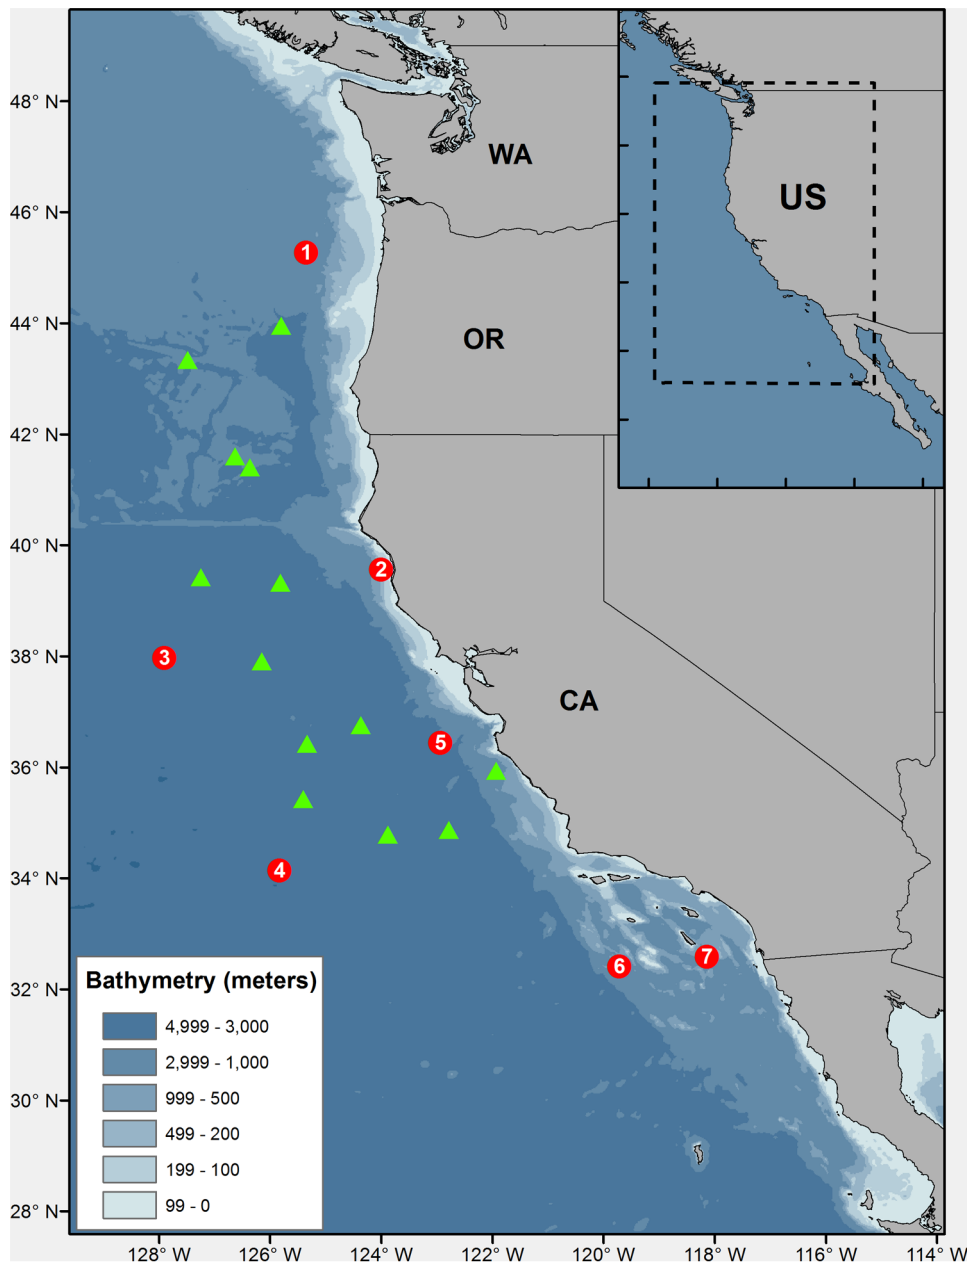 48° N
46° N
44° N
42° N
40° N
38° N
36° N
34° N
32° N
30° N
28° N
WA
US
1
OR
2
3
CA
5
4
6
7
Bathymetry (meters)
4,999 - 3,000
2,999 - 1,000
999 - 500
499 - 200
199 - 100
99 - 0
128° W
126° W
124° W
122° W
120° W
118° W
116° W
114° W